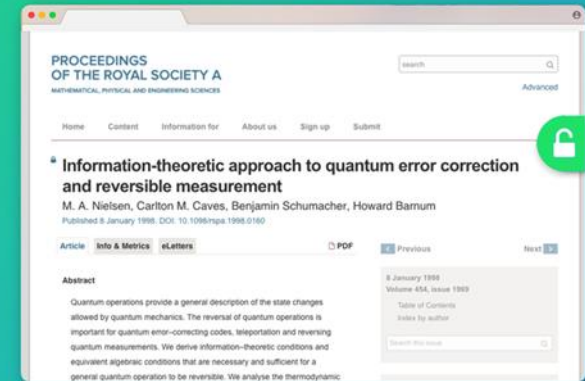 PROCEEDINGS
OF THE ROYAL SOCIETY A
MATHEMATICAL, PHYSICAL AND ENGINEERING SCIENCES
search
Advanced
Home Content Information for About us Sign up Submit
Information-theoretic approach to quantum error correction
and reversible measurement
M. A. Nielsen, Carlton M. Caves, Benjamin Schumacher, Howard Barnum
Published 8 January 1998. DOI: 10.1098/rspa.1998.0160
Article Info & Metrics eLetters PDF
Previous Next
Abstract
Quantum operations provide a general description of the state changes
allowed by quantum mechanics. The reversal of quantum operations is
important for quantum error–correcting codes, teleportation and reversing
quantum measurements. We derive information–theoretic conditions and
equivalent algebraic conditions that are necessary and sufficient for a
general quantum operation to be reversible. We analyse the thermodynamic
8 January 1998
Volume 454, issue 1969
Table of Contents
Index by author
Search this issue